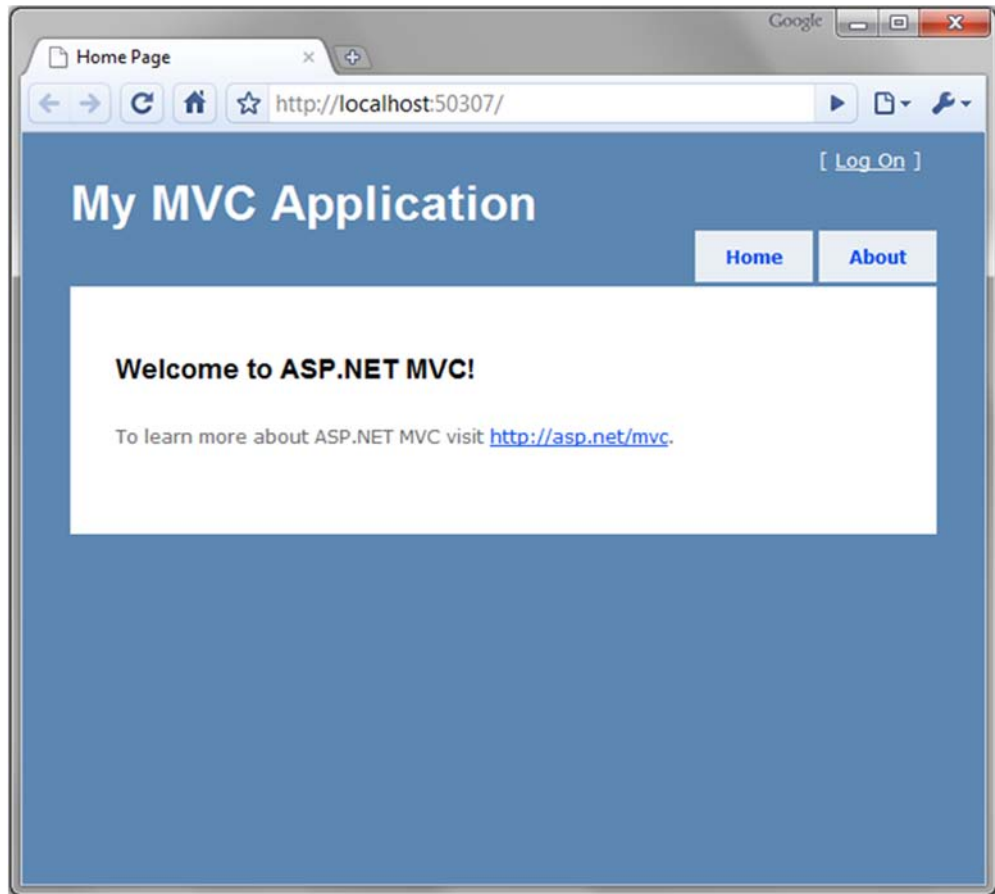 Google
Home Page
http://localhost:50307/
[ Log On ]
My MVC Application
Home About
Welcome to ASP.NET MVC!
To learn more about ASP.NET MVC visit http://asp.net/mvc.